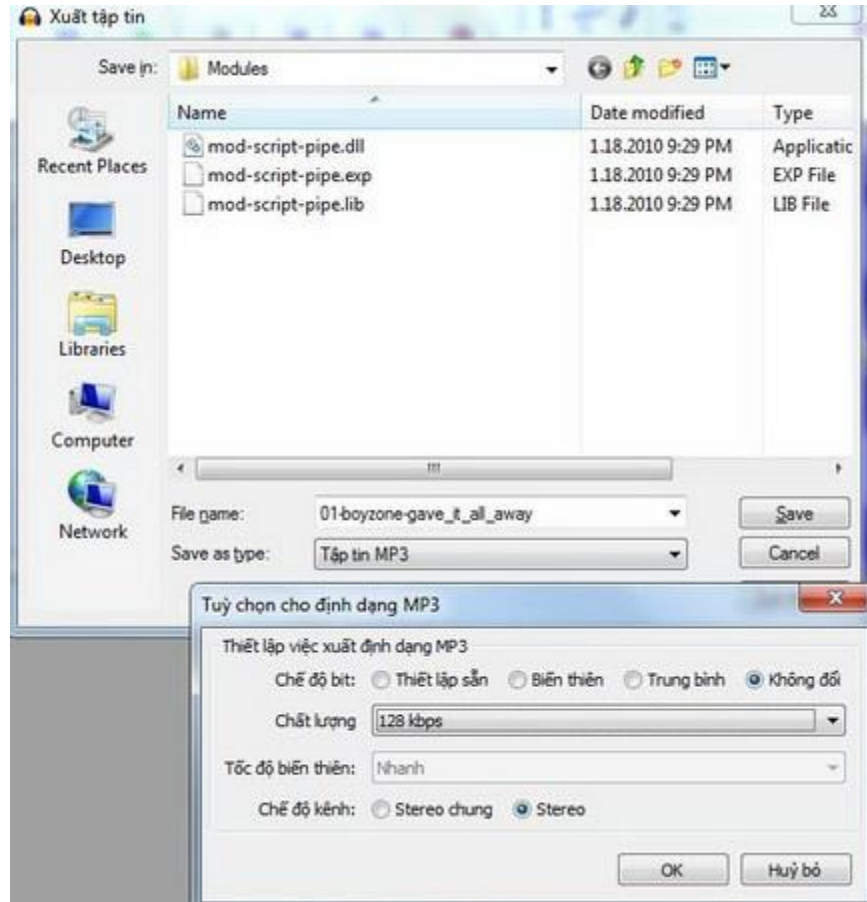 Xuất tập tin
Save in: Modules
Name Date modified Type
mod-script-pipe.dll 1.18.2010 9:29 PM Applicatic
mod-script-pipe.exp 1.18.2010 9:29 PM EXP File
mod-script-pipe.lib 1.18.2010 9:29 PM LIB File
Recent Places
Desktop
Libraries
Computer
Network
File name: 01-boyzone-gave_it_all_away Save
Save as type: Tập tin MP3 Cancel
Tuỳ chọn cho định dạng MP3
Thiết lập việc xuất định dạng MP3
Chế độ bit: Thiết lập sẵn Biến thiên Trung bình Không đổi
Chất lượng 128 kbps
Tốc độ biến thiên: Nhanh
Chế độ kênh: Stereo chung Stereo
OK Huỷ bỏ